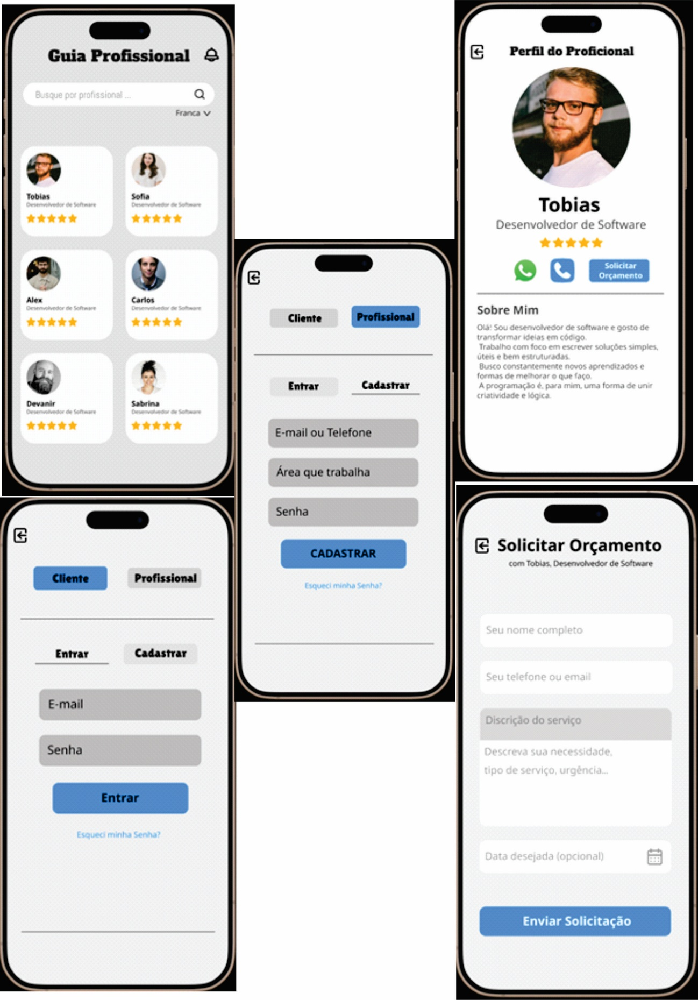 Guia Profissional
Busque por profissional ...
Franca
Tobias
Desenvolvedor de Software
Sofia
Desenvolvedor de Software
Alex
Desenvolvedor de Software
Carlos
Desenvolvedor de Software
Devanir
Desenvolvedor de Software
Sabrina
Desenvolvedor de Software
Cliente
Profissional
Entrar
Cadastrar
E-mail
Senha
Entrar
Esqueci minha Senha?
Cliente
Profissional
Entrar
Cadastrar
E-mail ou Telefone
Área que trabalha
Senha
CADASTRAR
Esqueci minha Senha?
Perfil do Proficional
Tobias
Desenvolvedor de Software
Solicitar
Orçamento
Sobre Mim
Olá! Sou desenvolvedor de software e gosto de
transformar ideias em código.
Trabalho com foco em escrever soluções simples,
úteis e bem estruturadas.
Busco constantemente novos aprendizados e
formas de melhorar o que faço.
A programação é, para mim, uma forma de unir
criatividade e lógica.
Solicitar Orçamento
com Tobias, Desenvolvedor de Software
Seu nome completo
Seu telefone ou email
Discrição do serviço
Descreva sua necessidade,
tipo de serviço, urgência...
Data desejada (opcional)
Enviar Solicitação